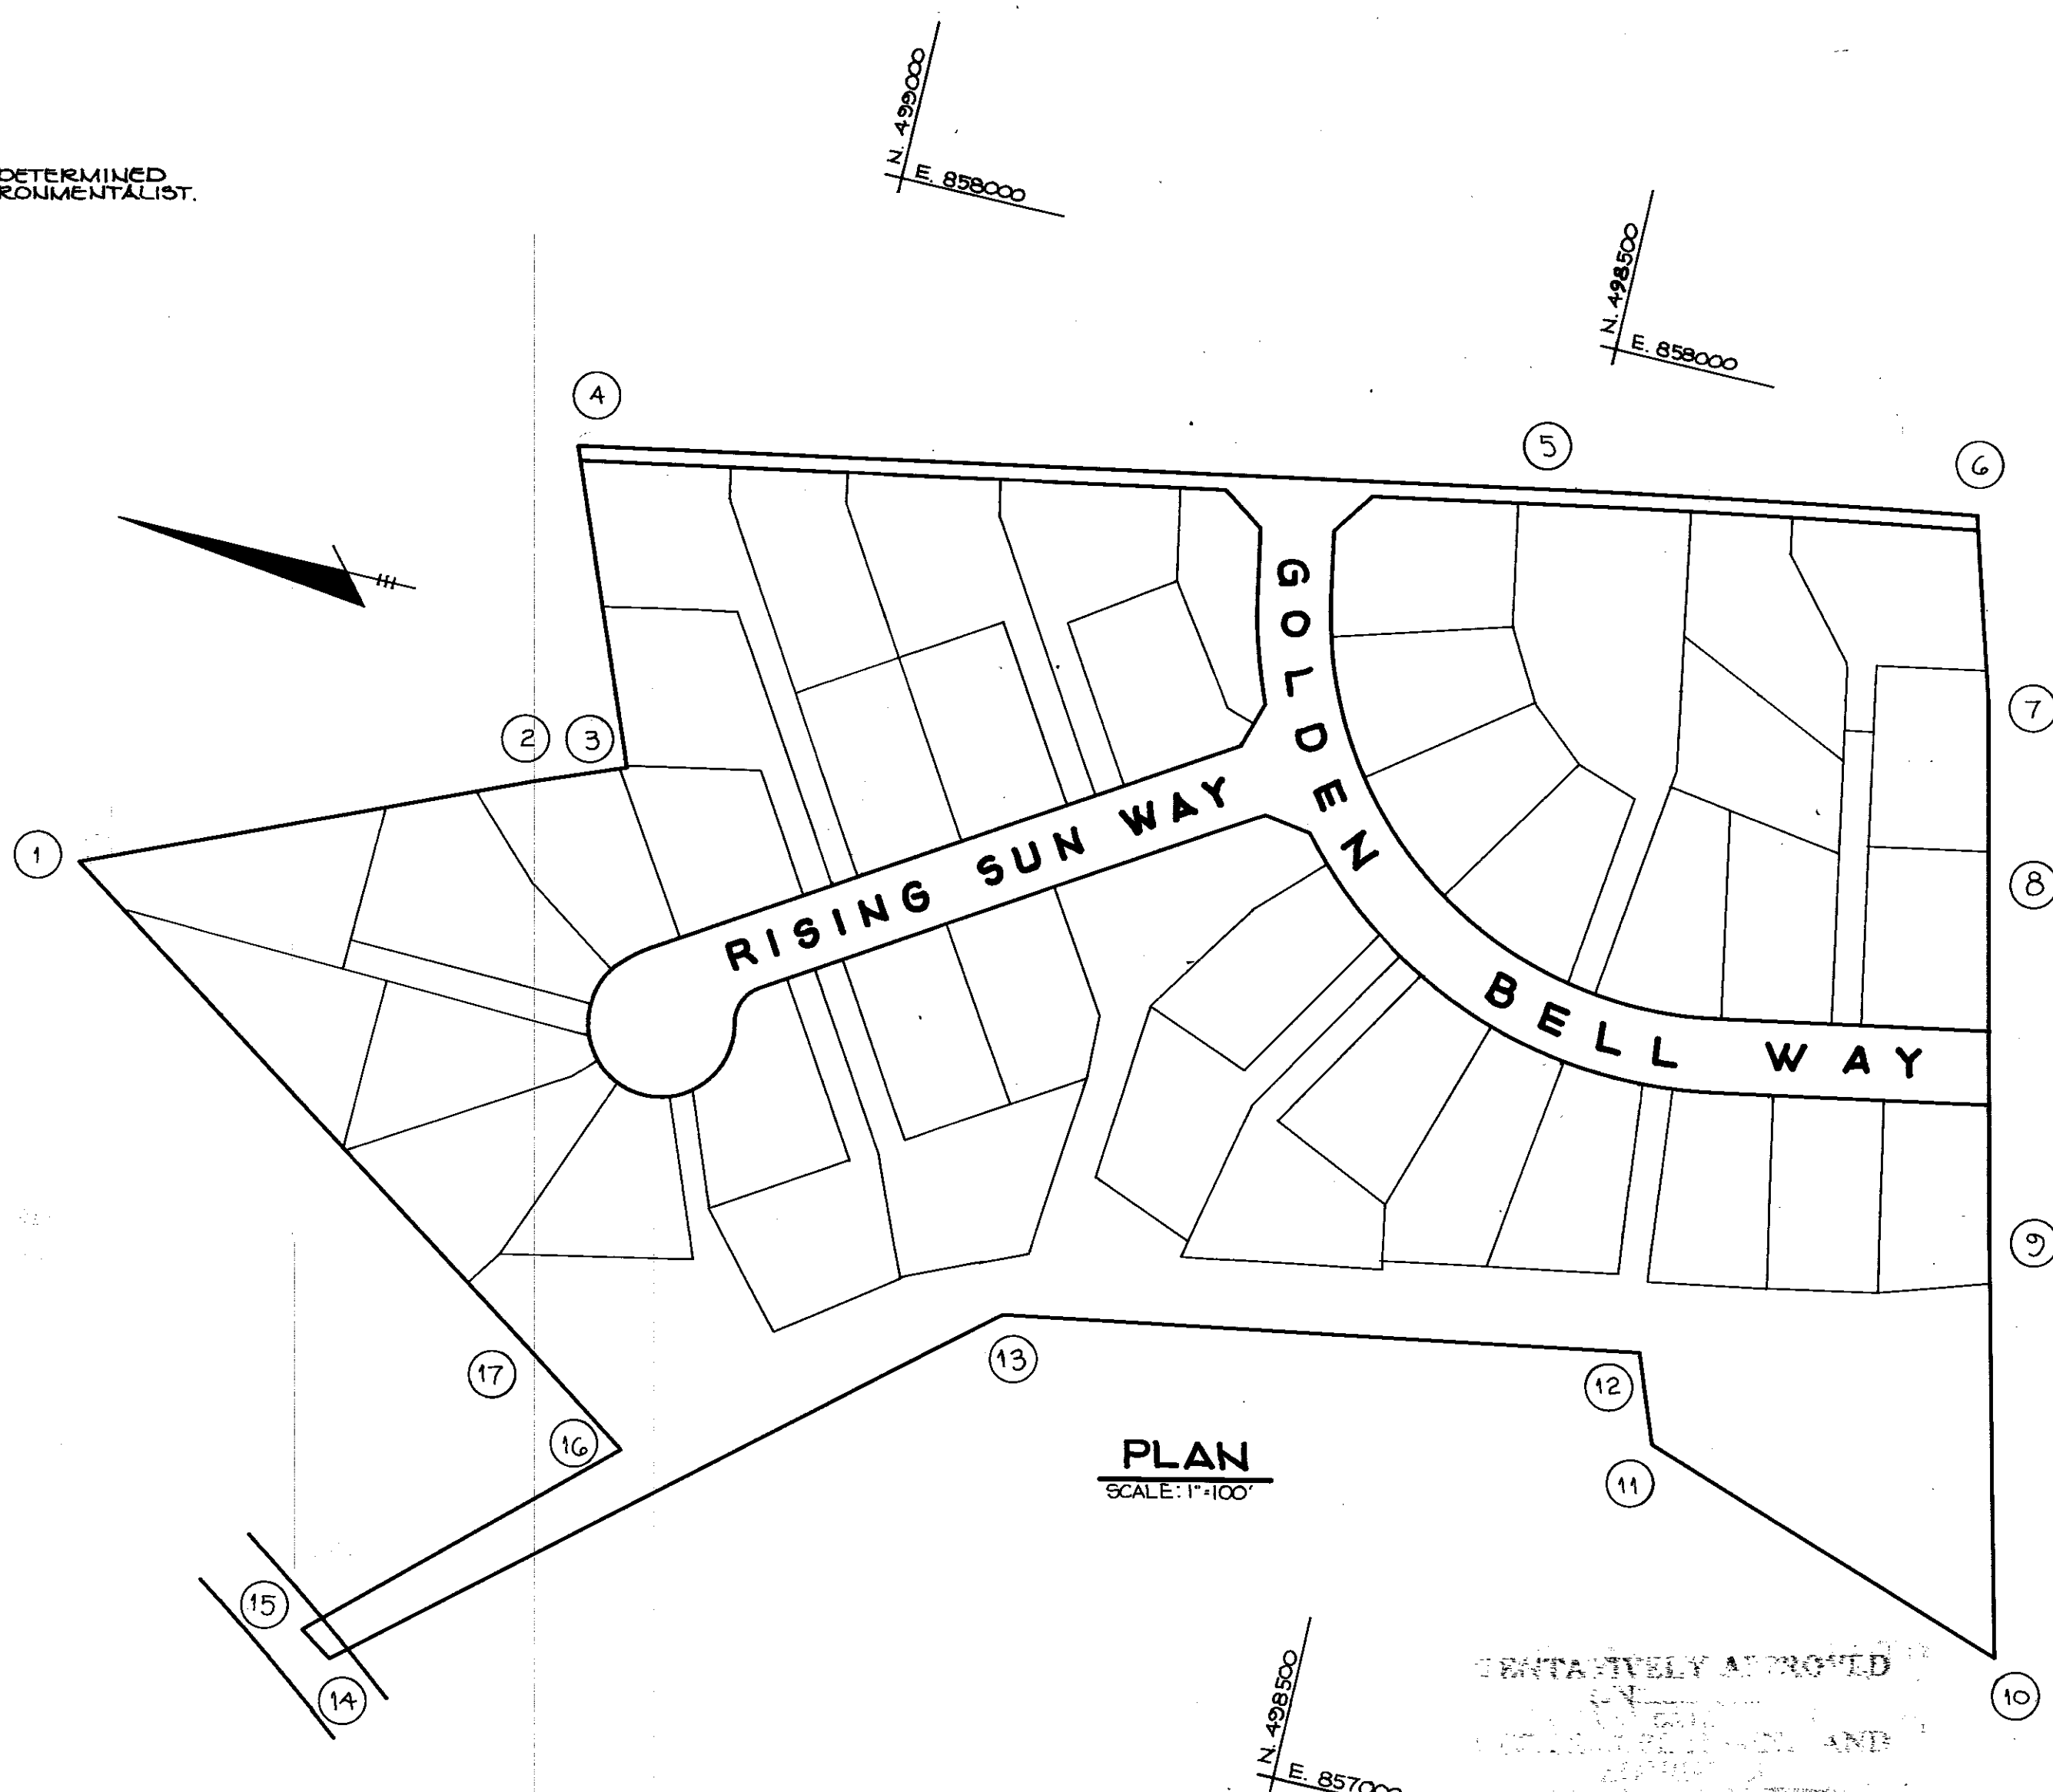 DETERMINED
RONMENTALIST.
N. 499000
E. 858000
N. 498500
E. 858000
4
5
6
2
3
7
1
8
GOLDEN BELL WAY
RISING SUN WAY
9
13
17
12
16
11
PLAN
SCALE: 1"=100'
15
14
10
N. 498500
E. 857000
AND